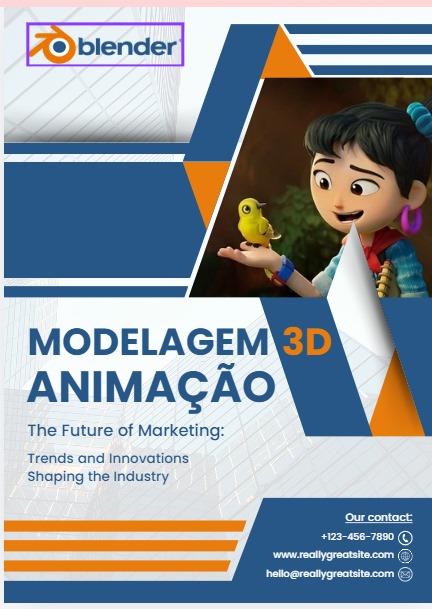 blender
MODELAGEM 3D
ANIMAÇÃO
The Future of Marketing:
Trends and Innovations
Shaping the Industry
Our contact:
+123-456-7890
www.reallygreatsite.com
hello@reallygreatsite.com